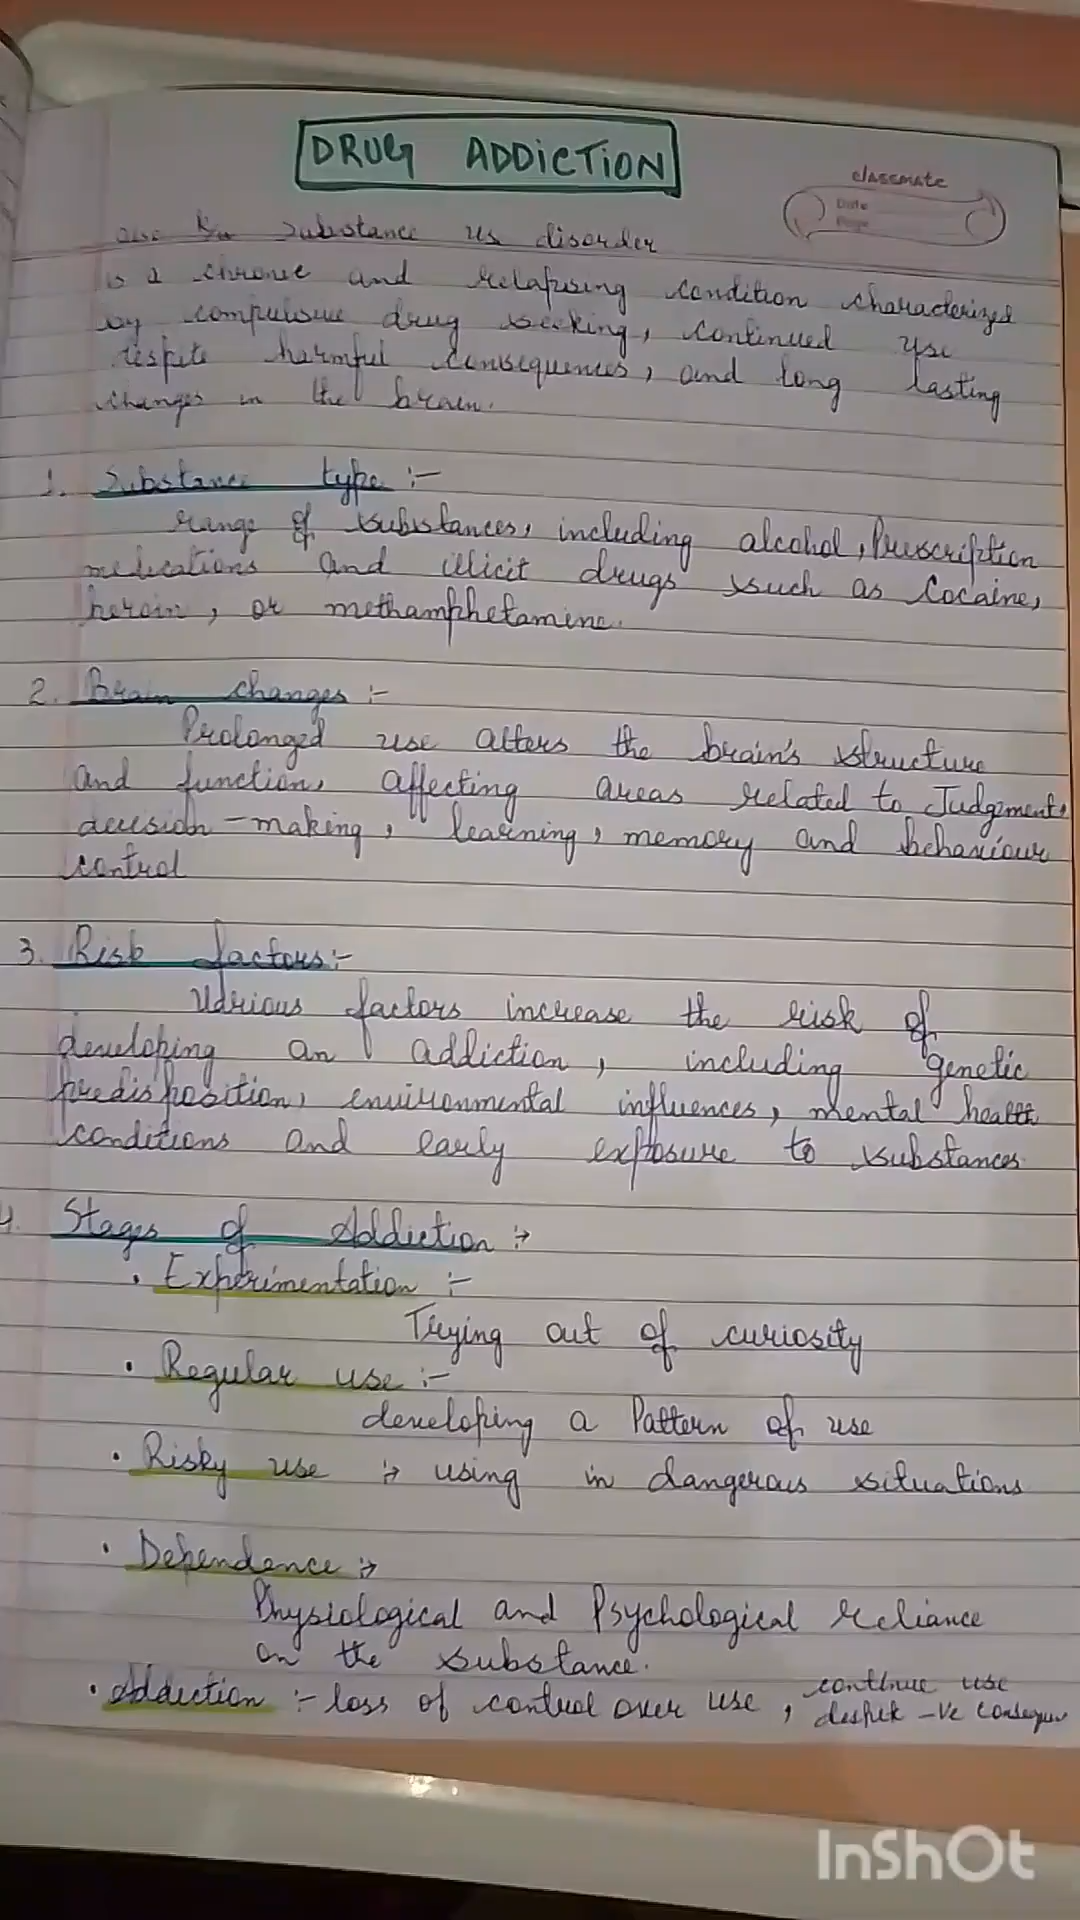 DRUG ADDICTION
classmate
Date
Page
substance us disorder
is a chronic and relapsing condition characterized
by compulsive drug seeking, continued use
dispite harmful consequences, and long lasting
changes in the brain.
1. Substance type :-
range of substances, including alcohol, Prescription
medications and illicit drugs such as Cocaine,
heroin, or methamphetamine.
2. Brain changes :-
Prolonged use alters the brain's structure
and function, affecting areas related to Judgment,
decision-making, learning, memory and behaviour
control
3. Risk factors:-
Various factors increase the risk of
developing an addiction, including genetic
predisposition, environmental influences, mental health
conditions and early exposure to substances.
4. Stages of Addiction :-
• Experimentation :-
Trying out of curiosity
• Regular use :-
developing a Pattern of use
• Risky use :- using in dangerous situations
• Dependence :-
Physiological and Psychological reliance
on the substance.
• Addiction :- loss of control over use, continue use
-ve
InShOt